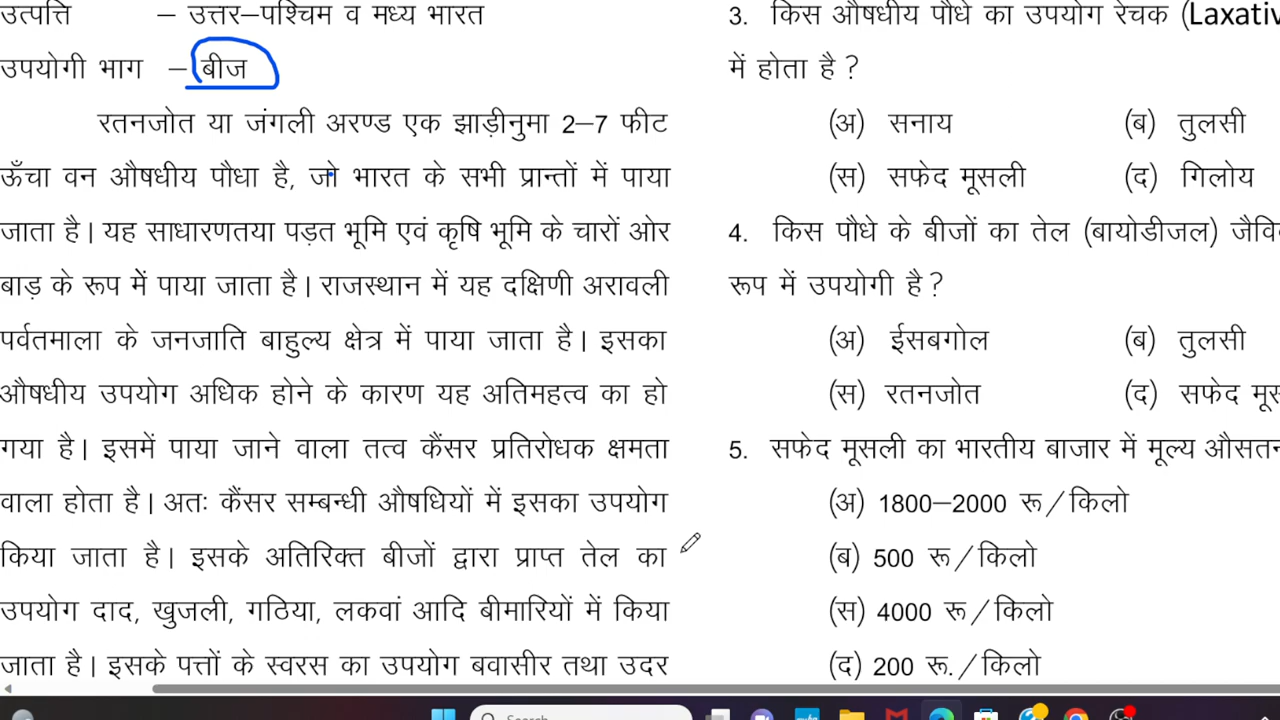 उत्पत्ति – उत्तर–पश्चिम व मध्य भारत
उपयोगी भाग – बीज
रतनजोत या जंगली अरण्ड एक झाड़ीनुमा 2–7 फीट
ऊँचा वन औषधीय पौधा है, जो भारत के सभी प्रान्तों में पाया
जाता है। यह साधारणतया पड़त भूमि एवं कृषि भूमि के चारों ओर
बाड़ के रूप में पाया जाता है। राजस्थान में यह दक्षिणी अरावली
पर्वतमाला के जनजाति बाहुल्य क्षेत्र में पाया जाता है। इसका
औषधीय उपयोग अधिक होने के कारण यह अतिमहत्व का हो
गया है। इसमें पाया जाने वाला तत्व कैंसर प्रतिरोधक क्षमता
वाला होता है। अतः कैंसर सम्बन्धी औषधियों में इसका उपयोग
किया जाता है। इसके अतिरिक्त बीजों द्वारा प्राप्त तेल का
उपयोग दाद, खुजली, गठिया, लकवां आदि बीमारियों में किया
जाता है। इसके पत्तों के स्वरस का उपयोग बवासीर तथा उदर
3. किस औषधीय पौधे का उपयोग रेचक (Laxativ
में होता है ?
(अ) सनाय (ब) तुलसी
(स) सफेद मूसली (द) गिलोय
4. किस पौधे के बीजों का तेल (बायोडीजल) जैवि
रूप में उपयोगी है ?
(अ) ईसबगोल (ब) तुलसी
(स) रतनजोत (द) सफेद मूस
5. सफेद मूसली का भारतीय बाजार में मूल्य औसतन
(अ) 1800–2000 रू/किलो
(ब) 500 रू/किलो
(स) 4000 रू/किलो
(द) 200 रू./किलो
Search